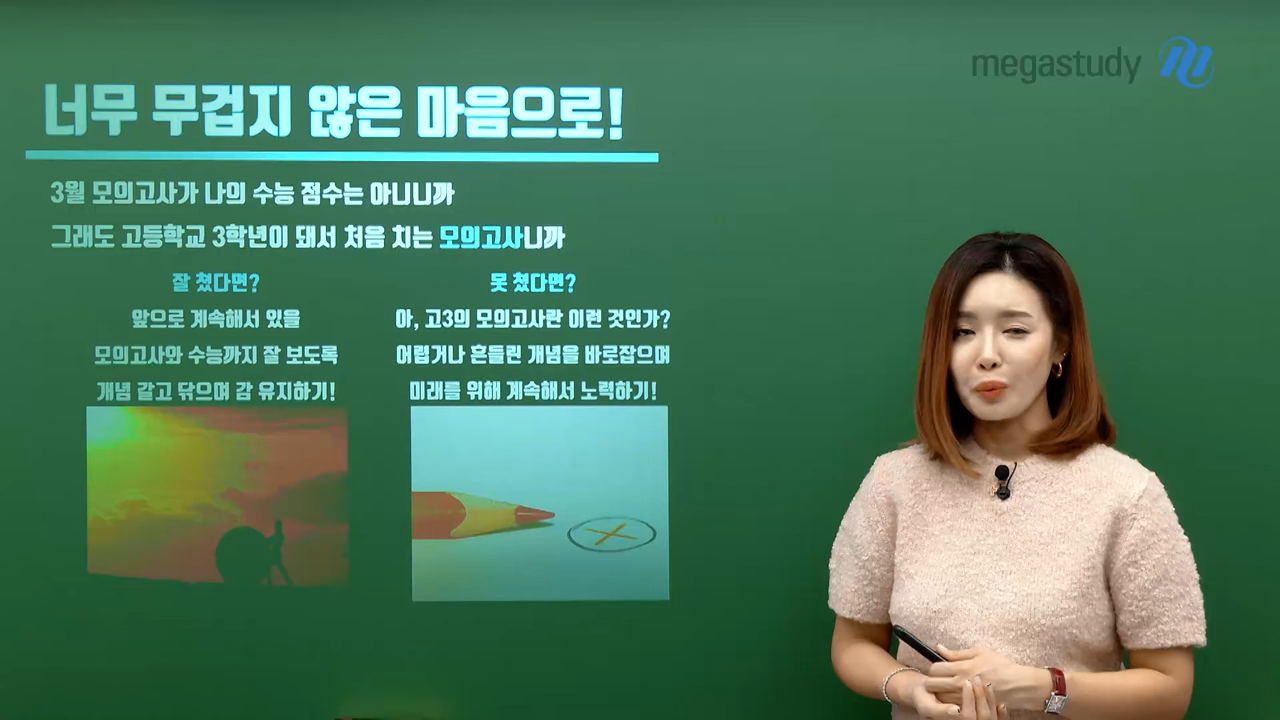 megastudy
너무 무겁지 않은 마음으로!
3월 모의고사가 나의 수능 점수는 아니니까
그래도 고등학교 3학년이 돼서 처음 치는 모의고사니까
잘 쳤다면?
앞으로 계속해서 있을
모의고사와 수능까지 잘 보도록
개념 갈고 닦으며 감 유지하기!
못 쳤다면?
아, 고3의 모의고사란 이런 것인가?
어렵거나 흔들린 개념을 바로잡으며
미래를 위해 계속해서 노력하기!